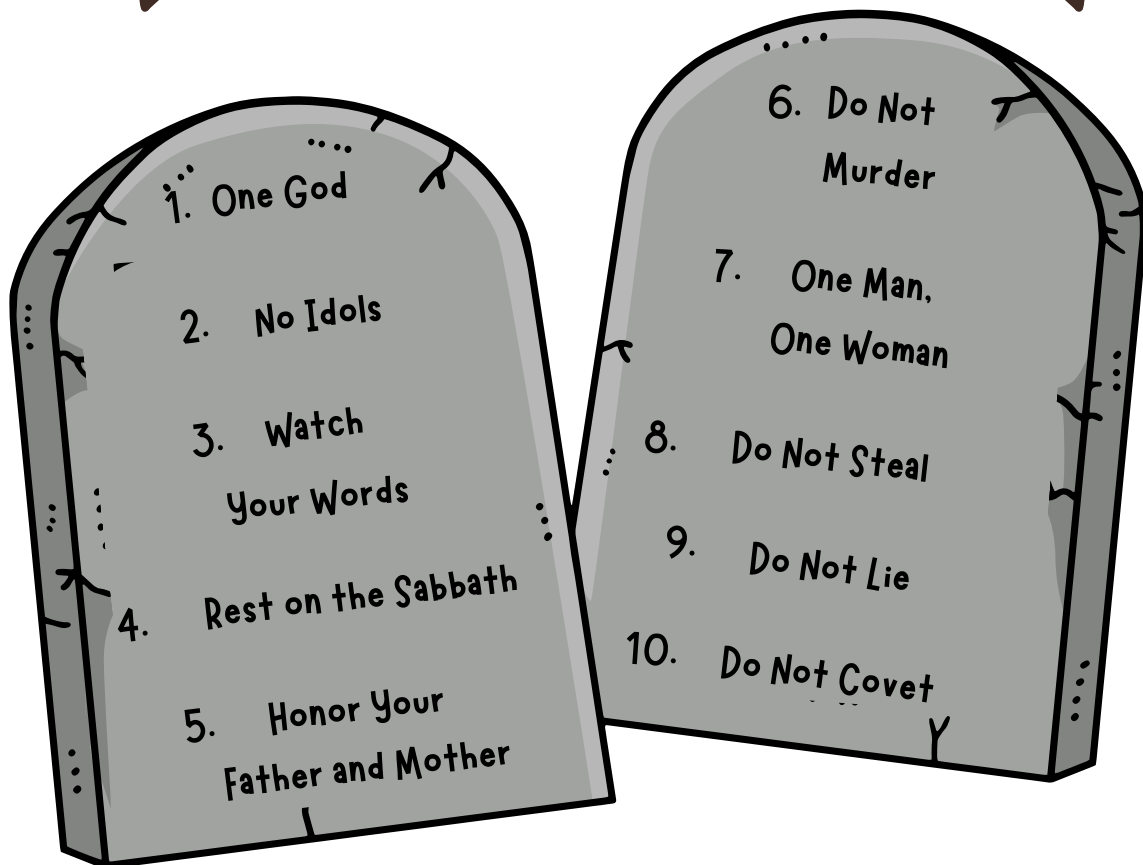 1. One God
2. No Idols
3. Watch
Your Words
4. Rest on the Sabbath
5. Honor Your
Father and Mother
6. Do Not
Murder
7. One Man,
One Woman
8. Do Not Steal
9. Do Not Lie
10. Do Not Covet